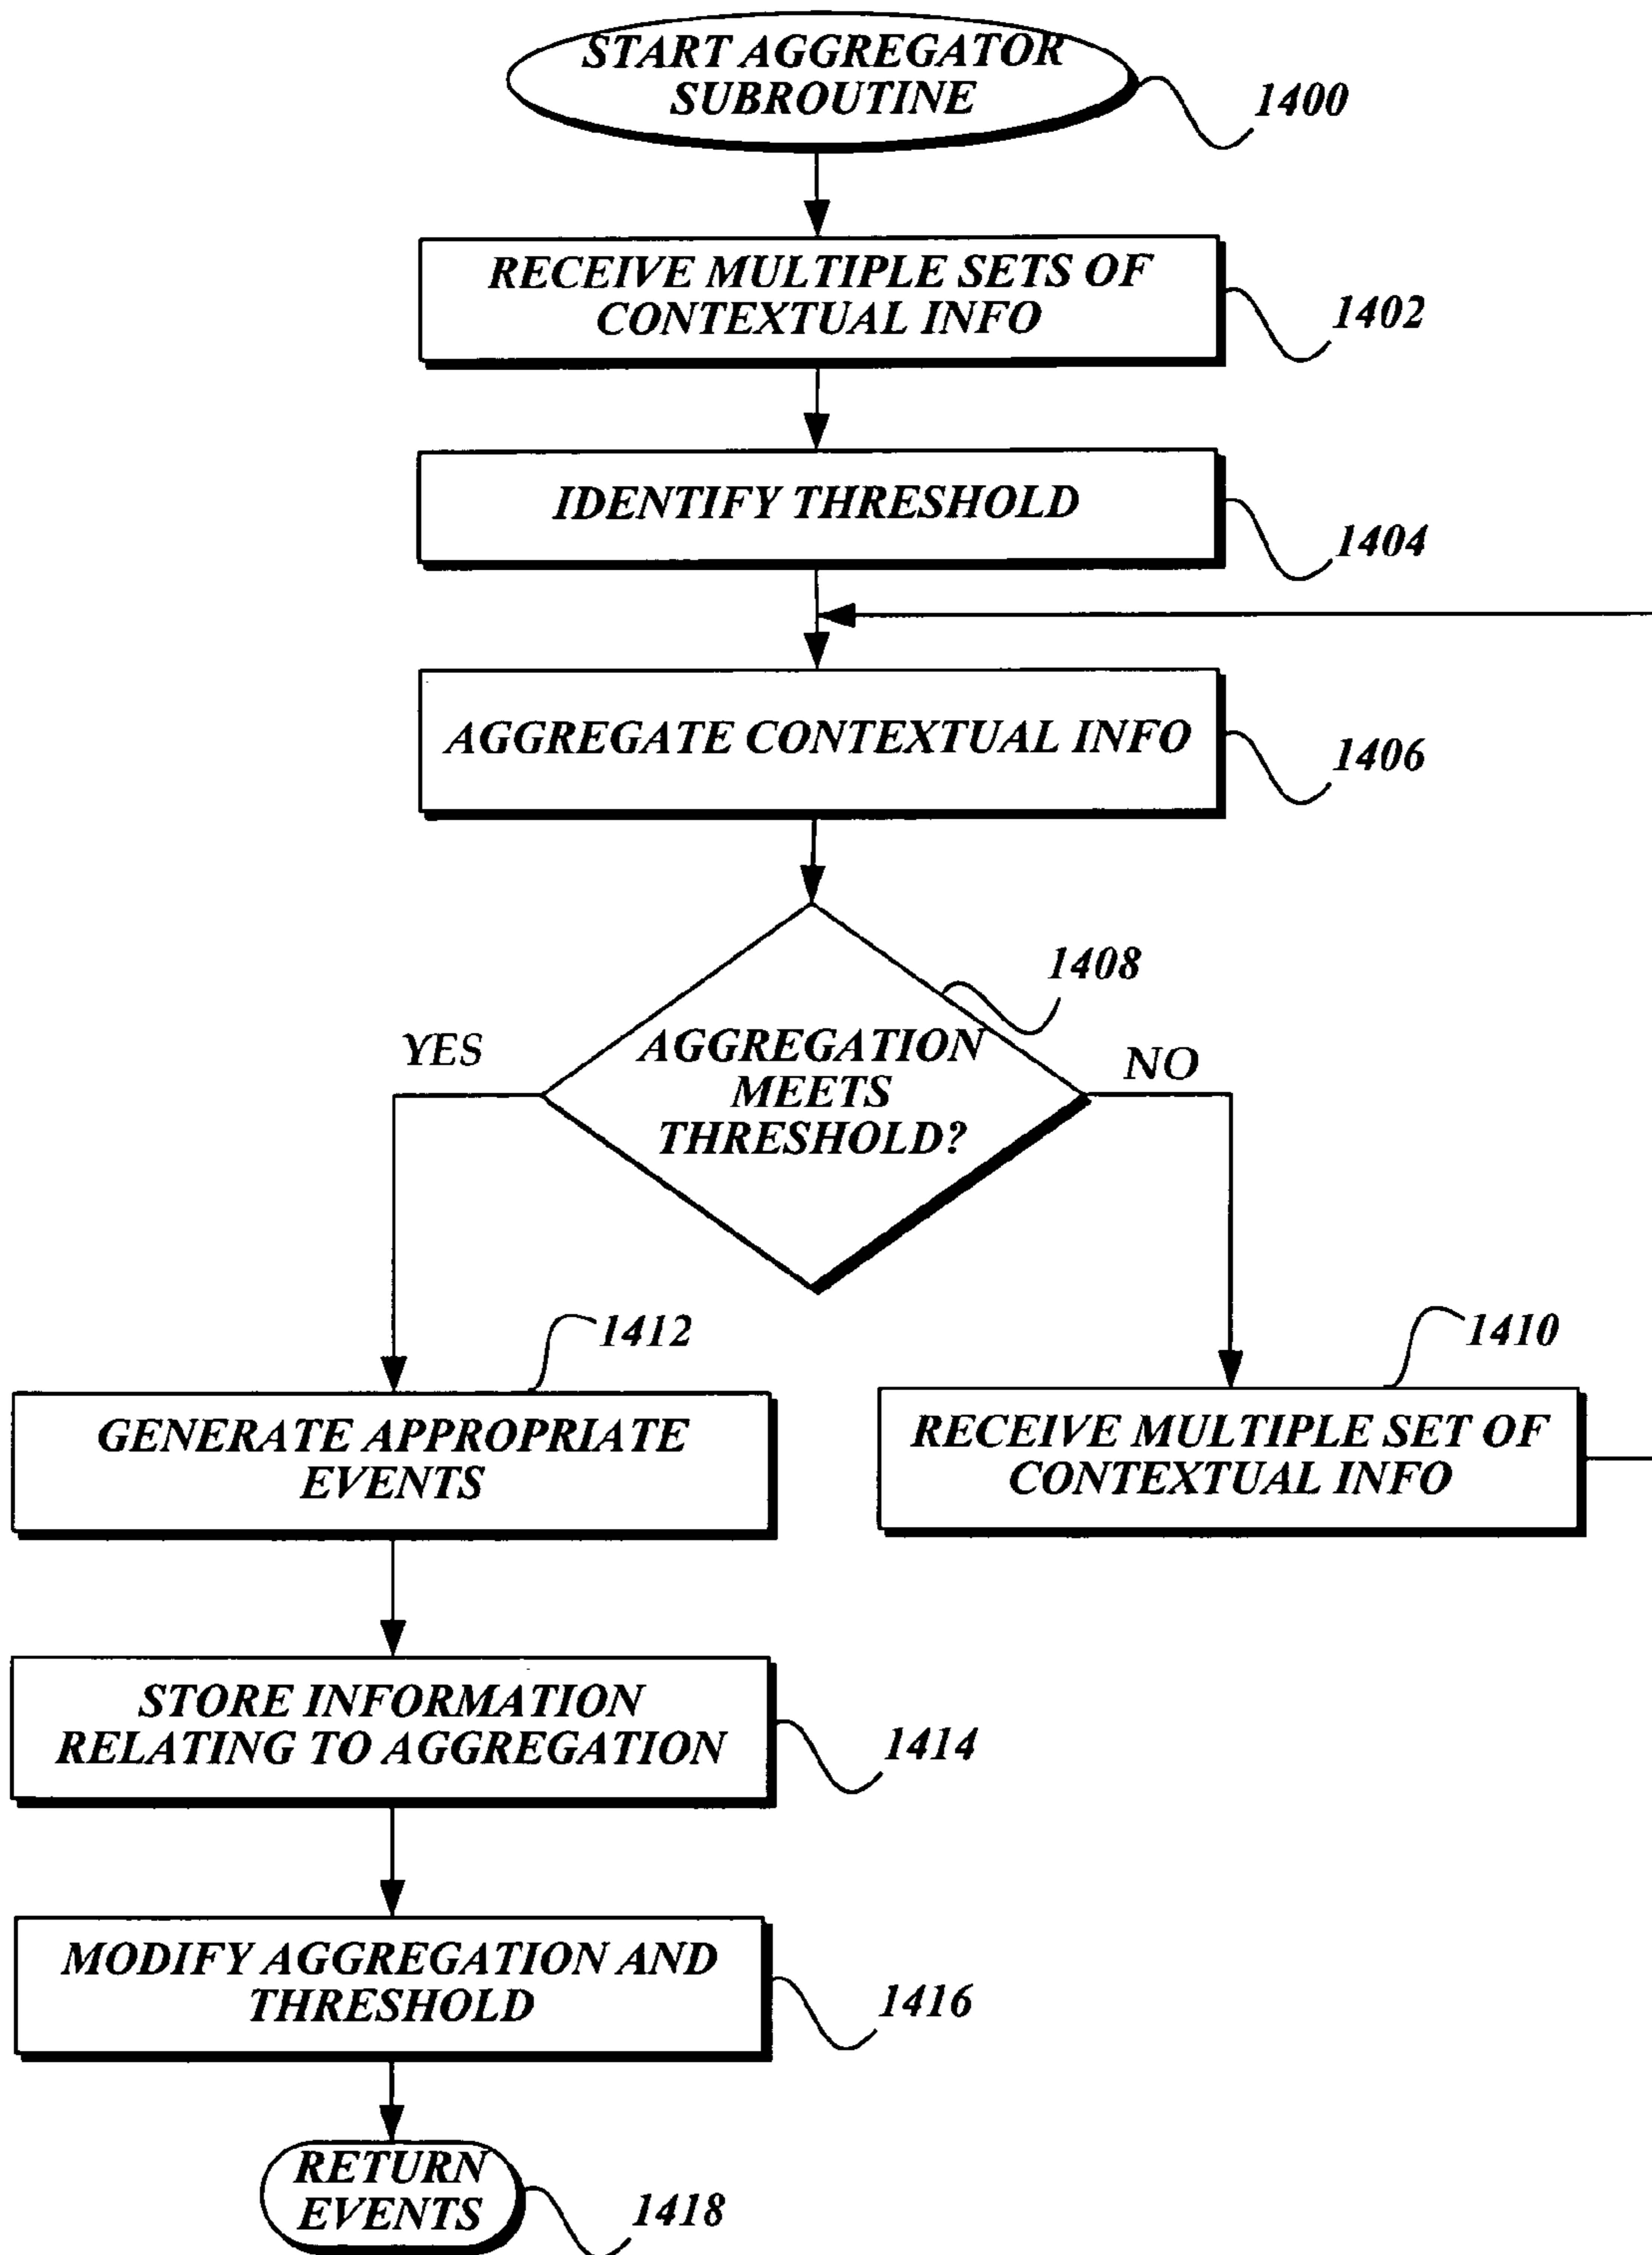 START AGGREGATOR
SUBROUTINE
1400
RECEIVE MULTIPLE SETS OF
CONTEXTUAL INFO
1402
IDENTIFY THRESHOLD
1404
AGGREGATE CONTEXTUAL INFO
1406
1408
AGGREGATION
MEETS
THRESHOLD?
YES
NO
1412
GENERATE APPROPRIATE
EVENTS
1410
RECEIVE MULTIPLE SET OF
CONTEXTUAL INFO
STORE INFORMATION
RELATING TO AGGREGATION
1414
MODIFY AGGREGATION AND
THRESHOLD
1416
RETURN
EVENTS
1418